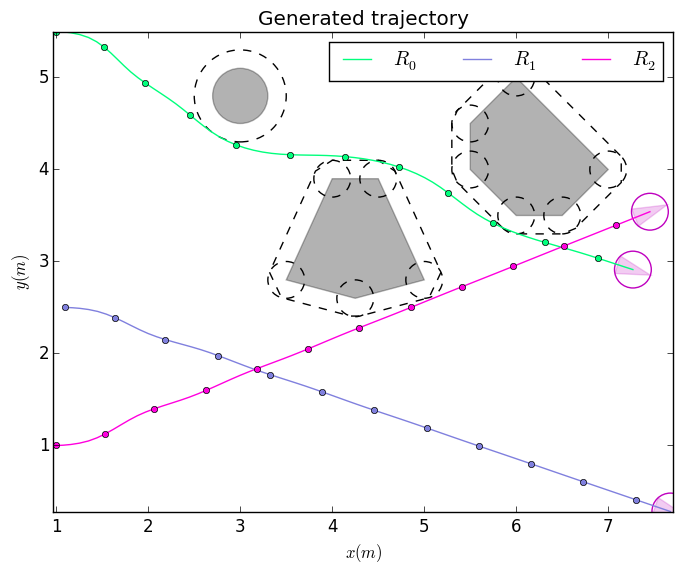 Generated trajectory
R₀ R₁ R₂
5
4
3
2
1
y(m)
1 2 3 4 5 6 7
x(m)